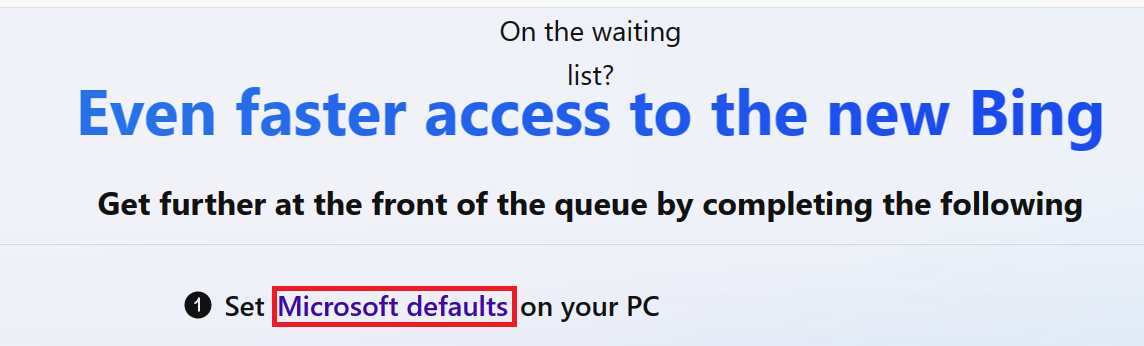 On the waiting
list?
Even faster access to the new Bing
Get further at the front of the queue by completing the following
1 Set Microsoft defaults on your PC